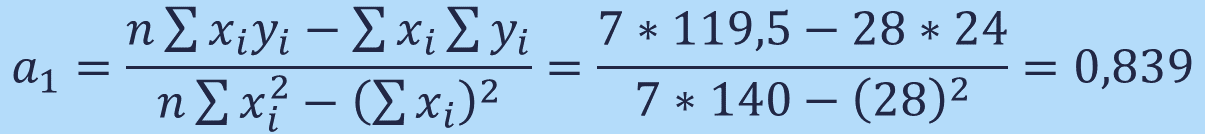 a₁ = (n ∑ xᵢyᵢ − ∑ xᵢ ∑ yᵢ) / (n ∑ xᵢ² − (∑ xᵢ)²) = (7 * 119,5 − 28 * 24) / (7 * 140 − (28)²) = 0,839